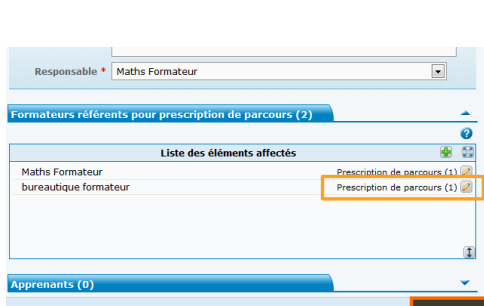 Responsable * Maths Formateur
Formateurs référents pour prescription de parcours (2)
Liste des éléments affectés
Maths Formateur Prescription de parcours (1)
bureautique formateur Prescription de parcours (1)
Apprenants (0)